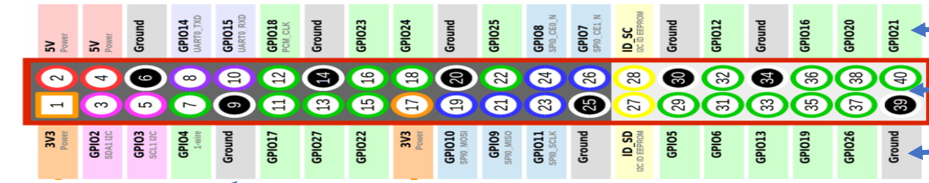 5V
Power
5V
Power
Ground
GPIO14
UART0_TXD
GPIO15
UART0_RXD
GPIO18
PCM_CLK
Ground
GPIO23
GPIO24
Ground
GPIO25
GPIO8
SPI0_CE0_N
GPIO7
SPI0_CE1_N
ID_SC
I2C ID EEPROM
Ground
GPIO12
Ground
GPIO16
GPIO20
GPIO21
2 4 6 8 10 12 14 16 18 20 22 24 26 28 30 32 34 36 38 40
1 3 5 7 9 11 13 15 17 19 21 23 25 27 29 31 33 35 37 39
3V3
Power
GPIO2
SDA1 I2C
GPIO3
SCL1 I2C
GPIO4
1-wire
Ground
GPIO17
GPIO27
GPIO22
3V3
Power
GPIO10
SPI0_MOSI
GPIO9
SPI0_MISO
GPIO11
SPI0_SCLK
Ground
ID_SD
I2C ID EEPROM
GPIO5
GPIO6
GPIO13
GPIO19
GPIO26
Ground